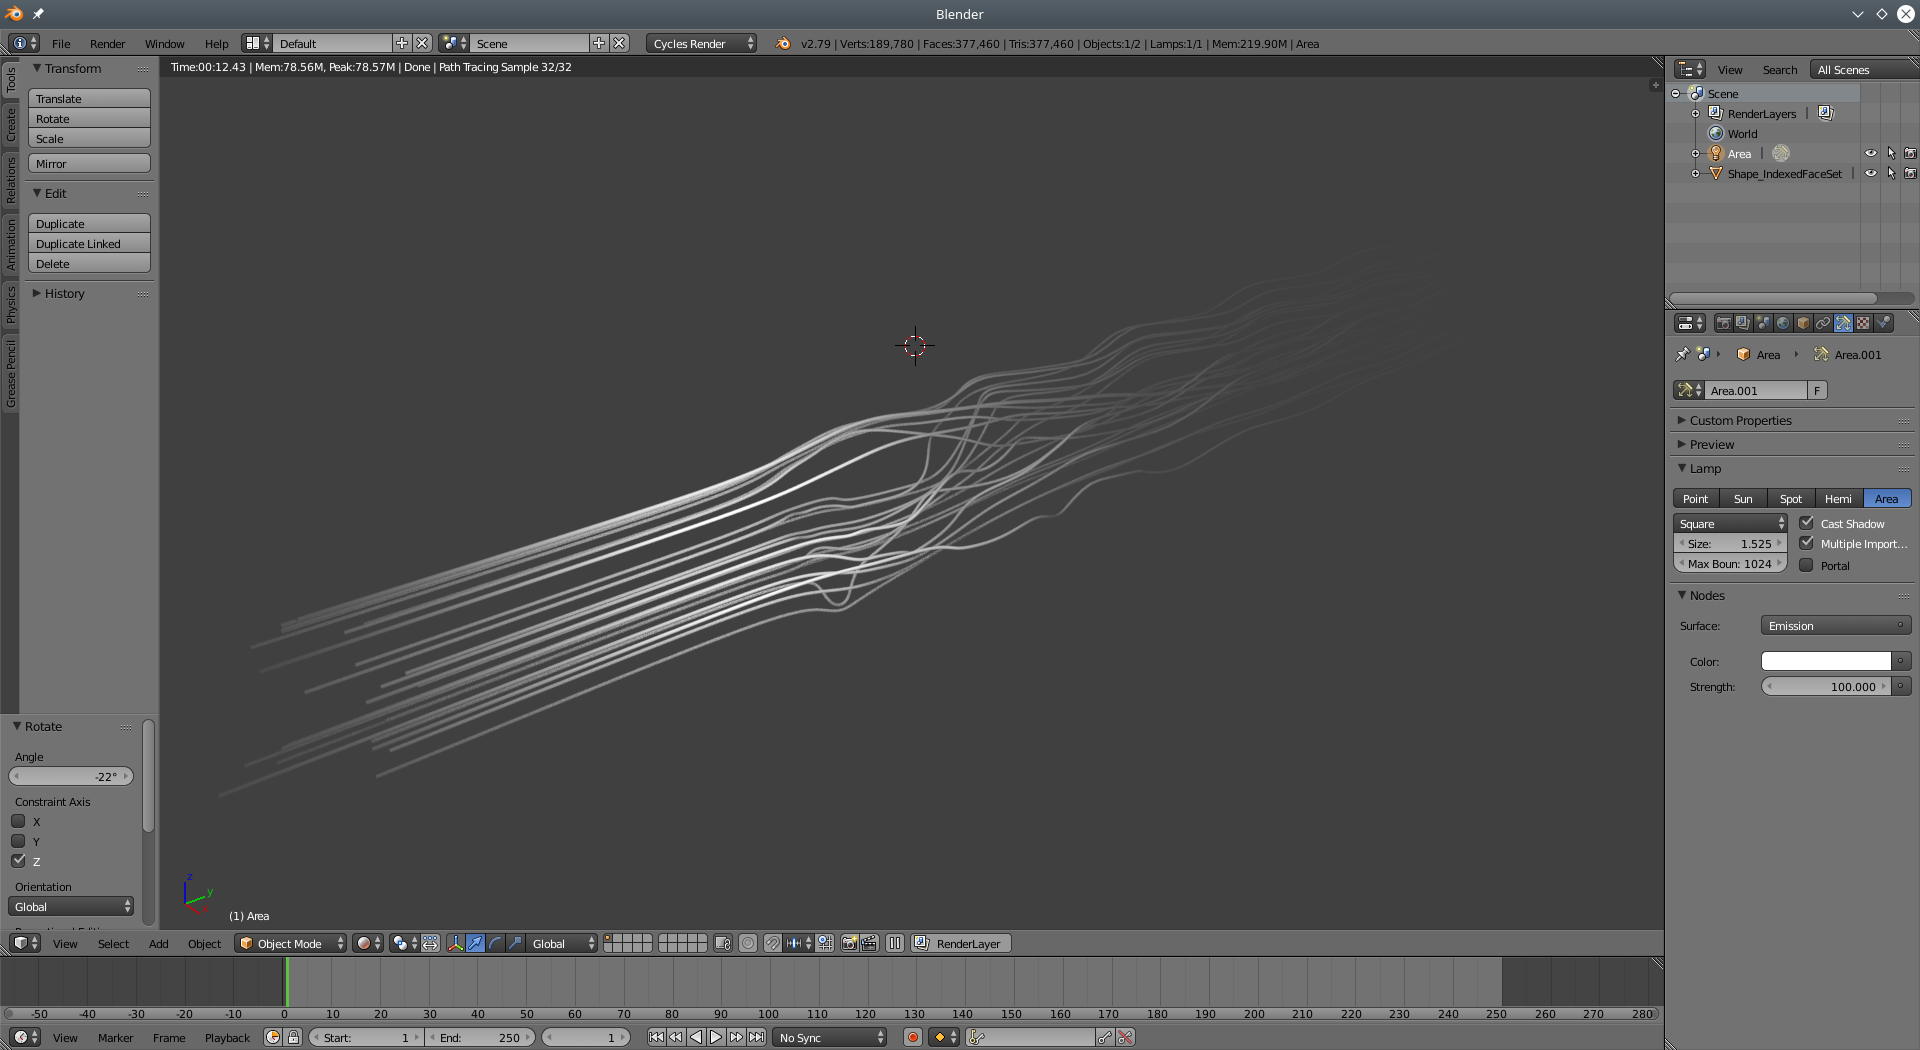 Blender
File Render Window Help Default Scene Cycles Render v2.79 | Verts:189,780 | Faces:377,460 | Tris:377,460 | Objects:1/2 | Lamps:1/1 | Mem:219.90M | Area
Time:00:12.43 | Mem:78.56M, Peak:78.57M | Done | Path Tracing Sample 32/32
Tools
Create
Relations
Animation
Physics
Grease Pencil
Transform
Translate
Rotate
Scale
Mirror
Edit
Duplicate
Duplicate Linked
Delete
History
Rotate
Angle
-22°
Constraint Axis
X
Y
Z
Orientation
Global
z
y
(1) Area
View Select Add Object Object Mode Global RenderLayer
-50 -40 -30 -20 -10 0 10 20 30 40 50 60 70 80 90 100 110 120 130 140 150 160 170 180 190 200 210 220 230 240 250 260 270 280
View Marker Frame Playback Start: 1 End: 250 1 No Sync
View Search All Scenes
Scene
RenderLayers |
World
Area |
Shape_IndexedFaceSet |
Area Area.001
Area.001 F
Custom Properties
Preview
Lamp
Point Sun Spot Hemi Area
Square Cast Shadow
Size: 1.525 Multiple Import...
Max Boun: 1024 Portal
Nodes
Surface: Emission
Color:
Strength: 100.000